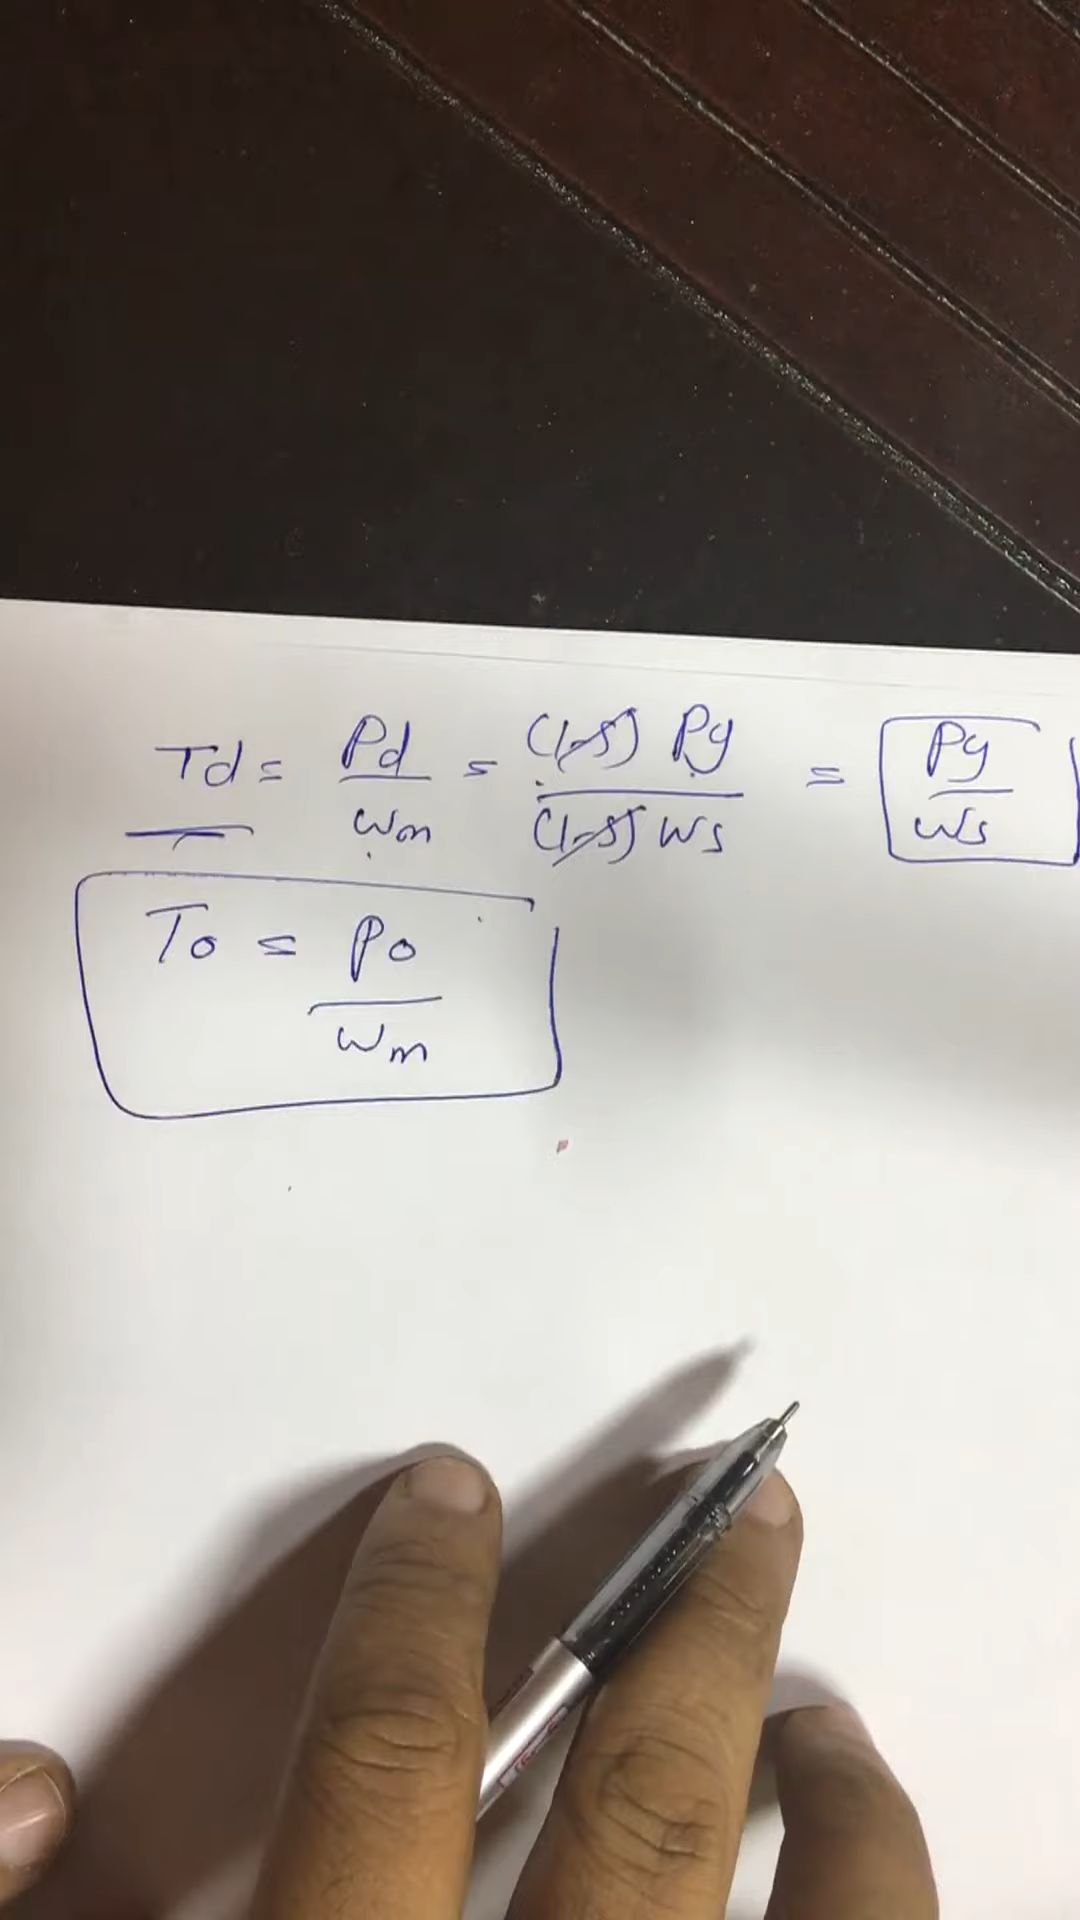 Td = Pd / ωm = (1-s) Pg / (1-s) ωs = Pg / ωs
To = Po / ωm